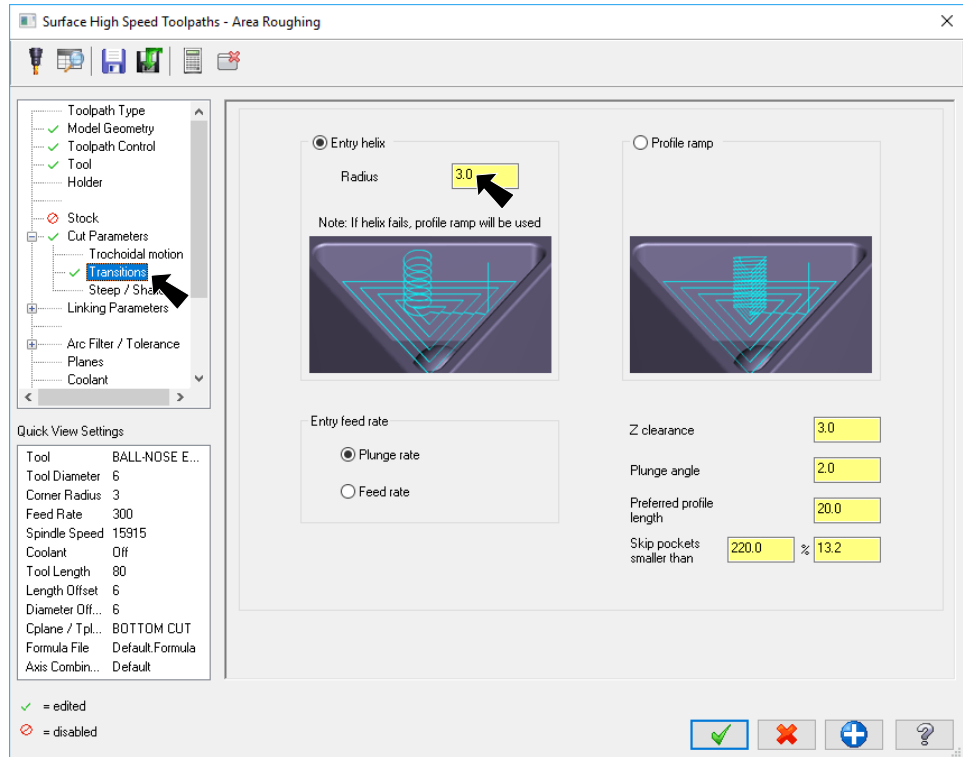 Surface High Speed Toolpaths - Area Roughing
Toolpath Type
Model Geometry
Toolpath Control
Tool
Holder
Stock
Cut Parameters
Trochoidal motion
Transitions
Steep /
Linking Parameters
Arc Filter / Tolerance
Planes
Coolant
Quick View Settings
Tool BALL-NOSE E...
Tool Diameter 6
Corner Radius 3
Feed Rate 300
Spindle Speed 15915
Coolant Off
Tool Length 80
Length Offset 6
Diameter Off... 6
Cplane / Tpl... BOTTOM CUT
Formula File Default.Formula
Axis Combin... Default
= edited
= disabled
Entry helix
Radius 3.0
Note: If helix fails, profile ramp will be used
Profile ramp
Entry feed rate
Plunge rate
Feed rate
Z clearance 3.0
Plunge angle 2.0
Preferred profile
length 20.0
Skip pockets
smaller than 220.0 % 13.2